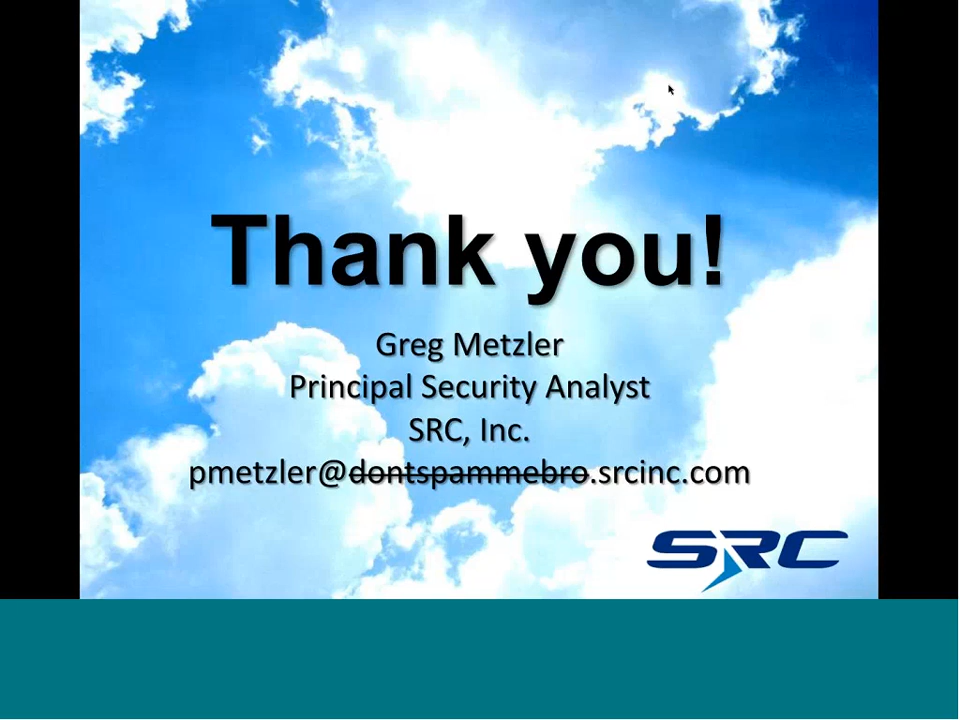 Thank you!
Greg Metzler
Principal Security Analyst
SRC, Inc.
pmetzler@dontspammebro.srcinc.com
SRC